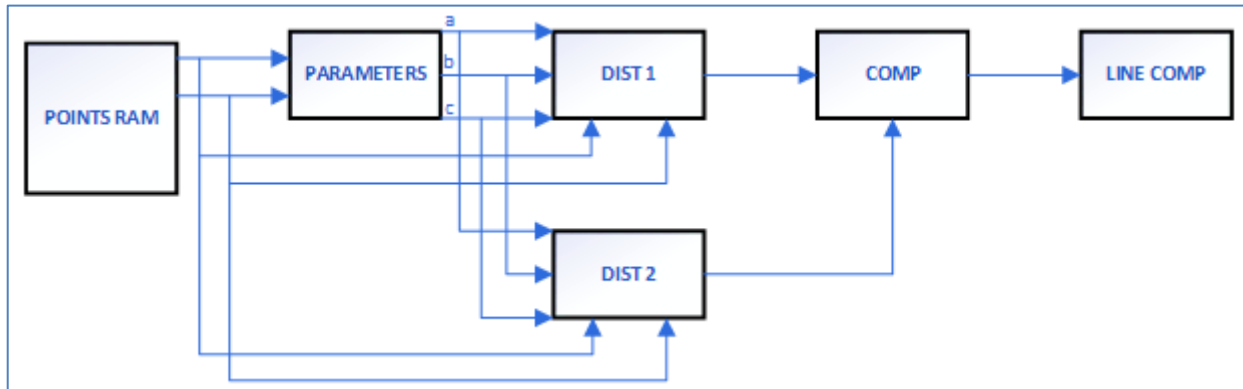 POINTS RAM
PARAMETERS
a
b
c
DIST 1
COMP
LINE COMP
DIST 2